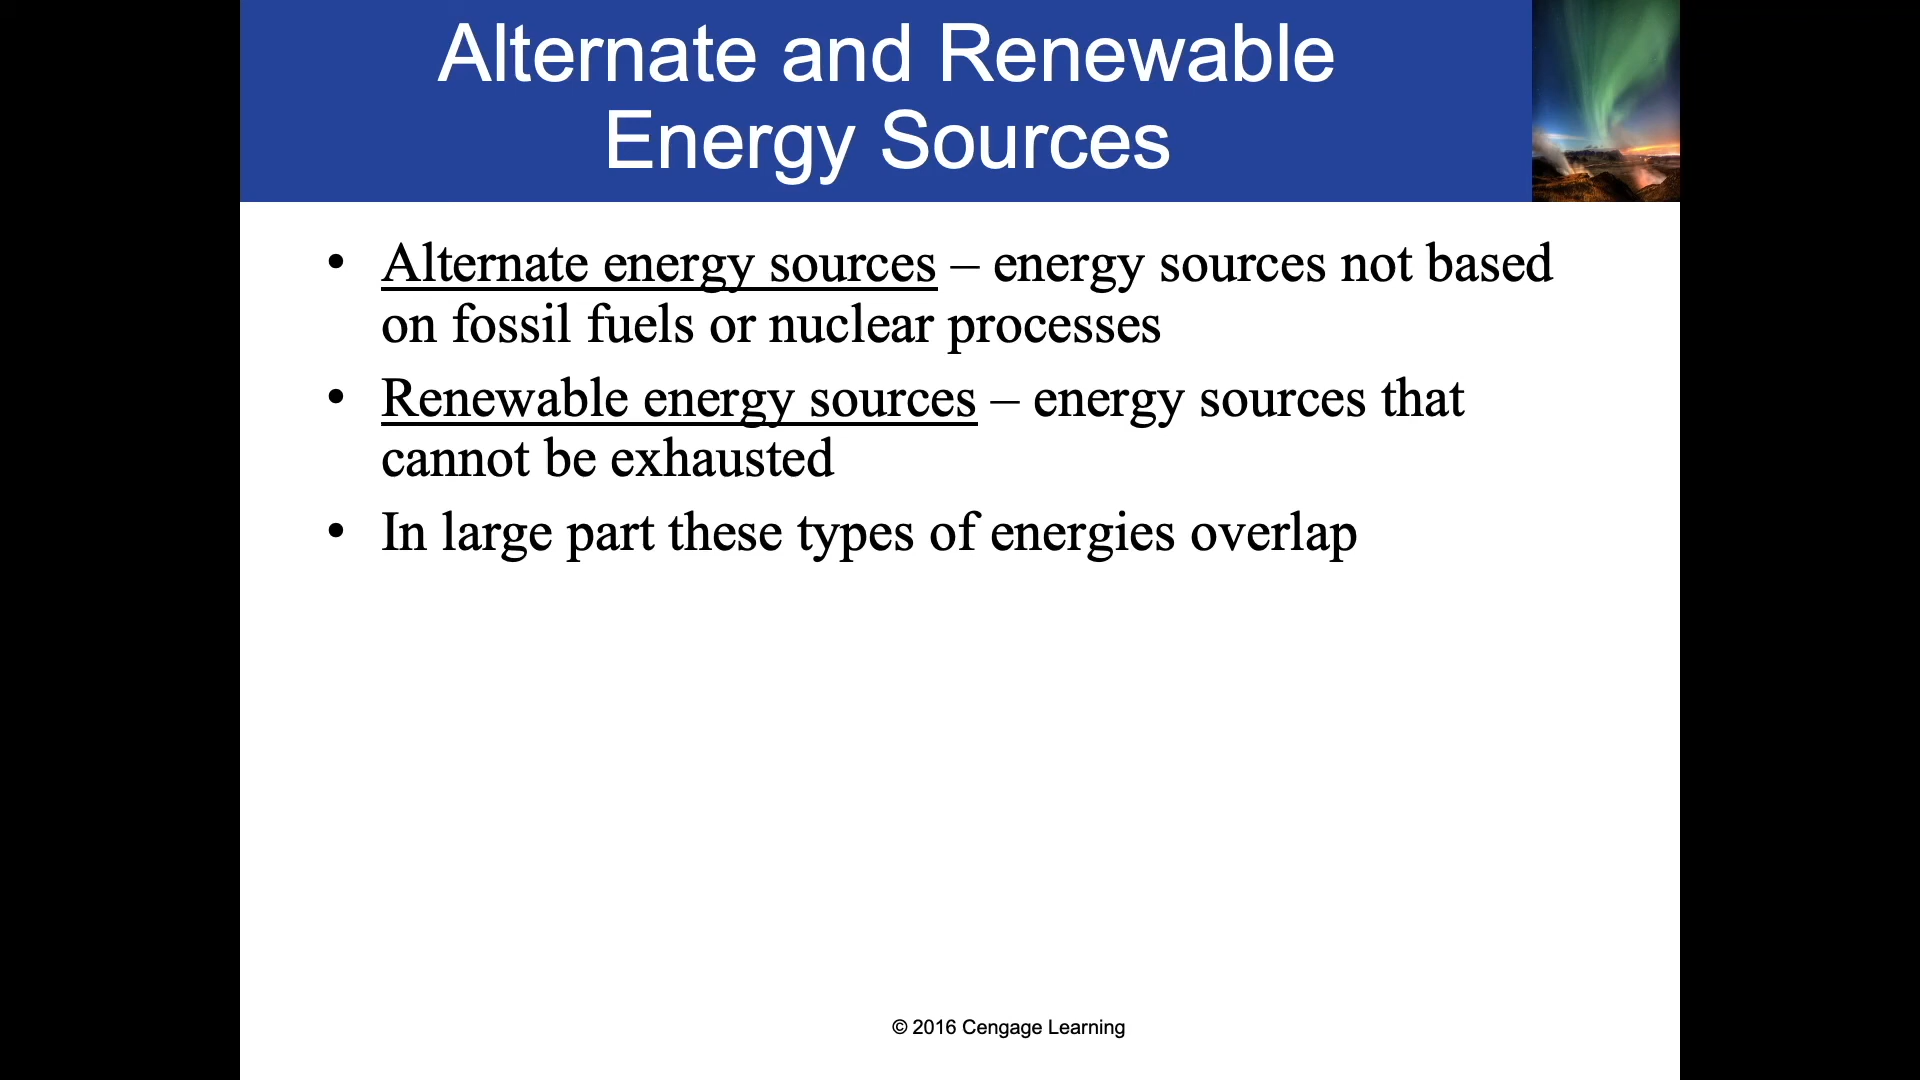 Alternate and Renewable
Energy Sources
• Alternate energy sources – energy sources not based
on fossil fuels or nuclear processes
• Renewable energy sources – energy sources that
cannot be exhausted
• In large part these types of energies overlap
© 2016 Cengage Learning